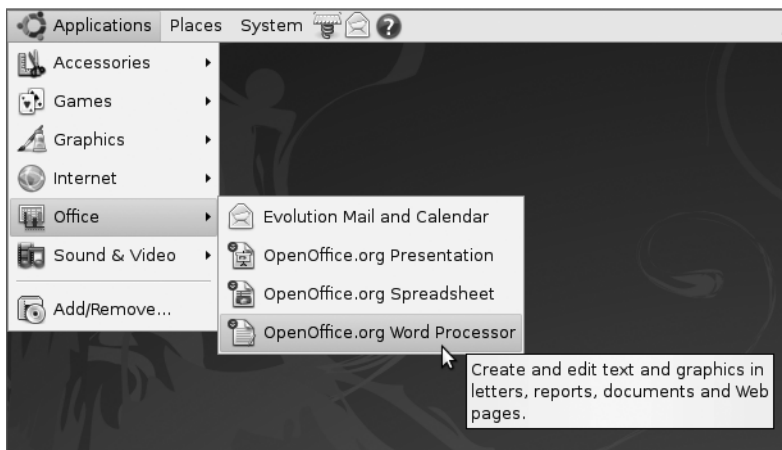 Applications Places System
Accessories
Games
Graphics
Internet
Office
Sound & Video
Add/Remove...
Evolution Mail and Calendar
OpenOffice.org Presentation
OpenOffice.org Spreadsheet
OpenOffice.org Word Processor
Create and edit text and graphics in
letters, reports, documents and Web
pages.